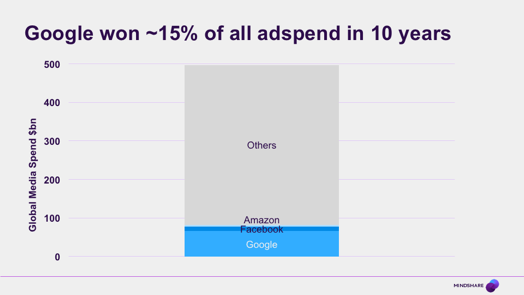 Google won ~15% of all adspend in 10 years
Global Media Spend $bn
500
400
300
200
100
0
Others
Amazon
Facebook
Google
MINDSHARE